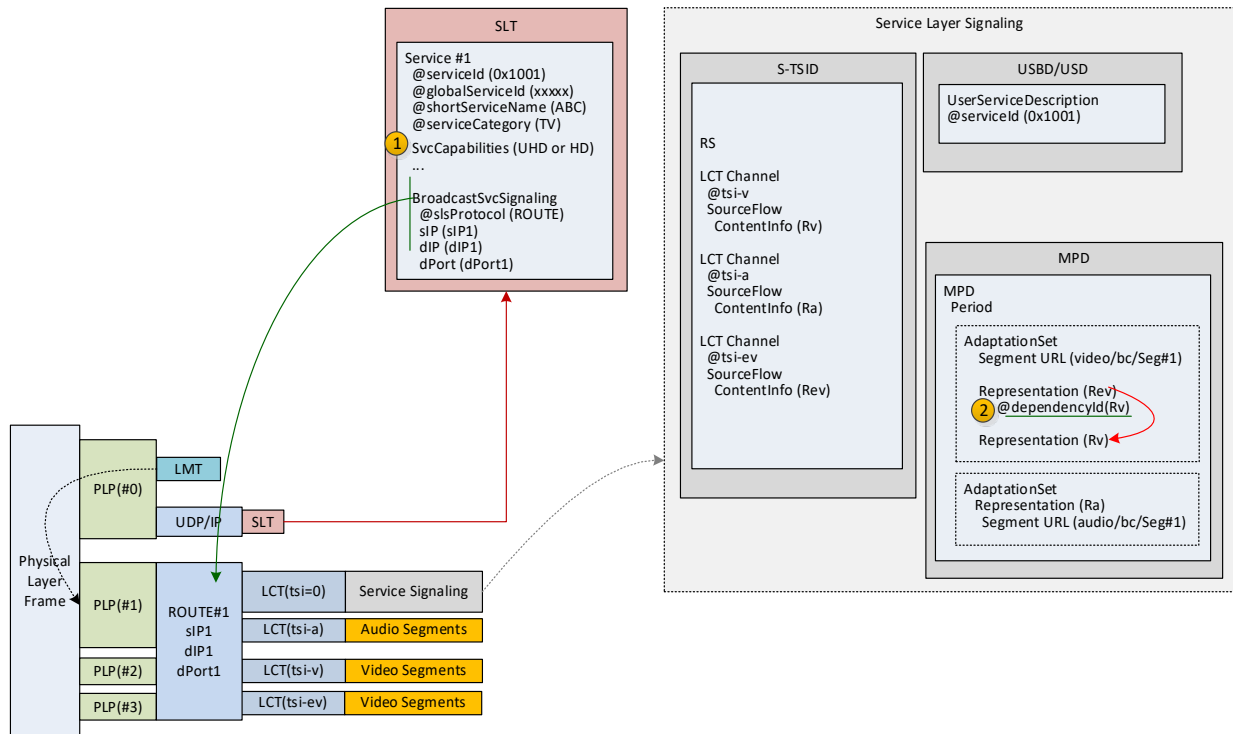 SLT
Service #1
@serviceId (0x1001)
@globalServiceId (xxxxx)
@shortServiceName (ABC)
@serviceCategory (TV)
1
SvcCapabilities (UHD or HD)
...
BroadcastSvcSignaling
@slsProtocol (ROUTE)
sIP (sIP1)
dIP (dIP1)
dPort (dPort1)
Service Layer Signaling
S-TSID
RS
LCT Channel
@tsi-v
SourceFlow
ContentInfo (Rv)
LCT Channel
@tsi-a
SourceFlow
ContentInfo (Ra)
LCT Channel
@tsi-ev
SourceFlow
ContentInfo (Rev)
USBD/USD
UserServiceDescription
@serviceId (0x1001)
MPD
MPD
Period
AdaptationSet
Segment URL (video/bc/Seg#1)
Representation (Rev)
2
@dependencyId(Rv)
Representation (Rv)
AdaptationSet
Representation (Ra)
Segment URL (audio/bc/Seg#1)
Physical
Layer
Frame
PLP(#0)
LMT
UDP/IP
SLT
PLP(#1)
PLP(#2)
PLP(#3)
ROUTE#1
sIP1
dIP1
dPort1
LCT(tsi=0)
Service Signaling
LCT(tsi-a)
Audio Segments
LCT(tsi-v)
Video Segments
LCT(tsi-ev)
Video Segments